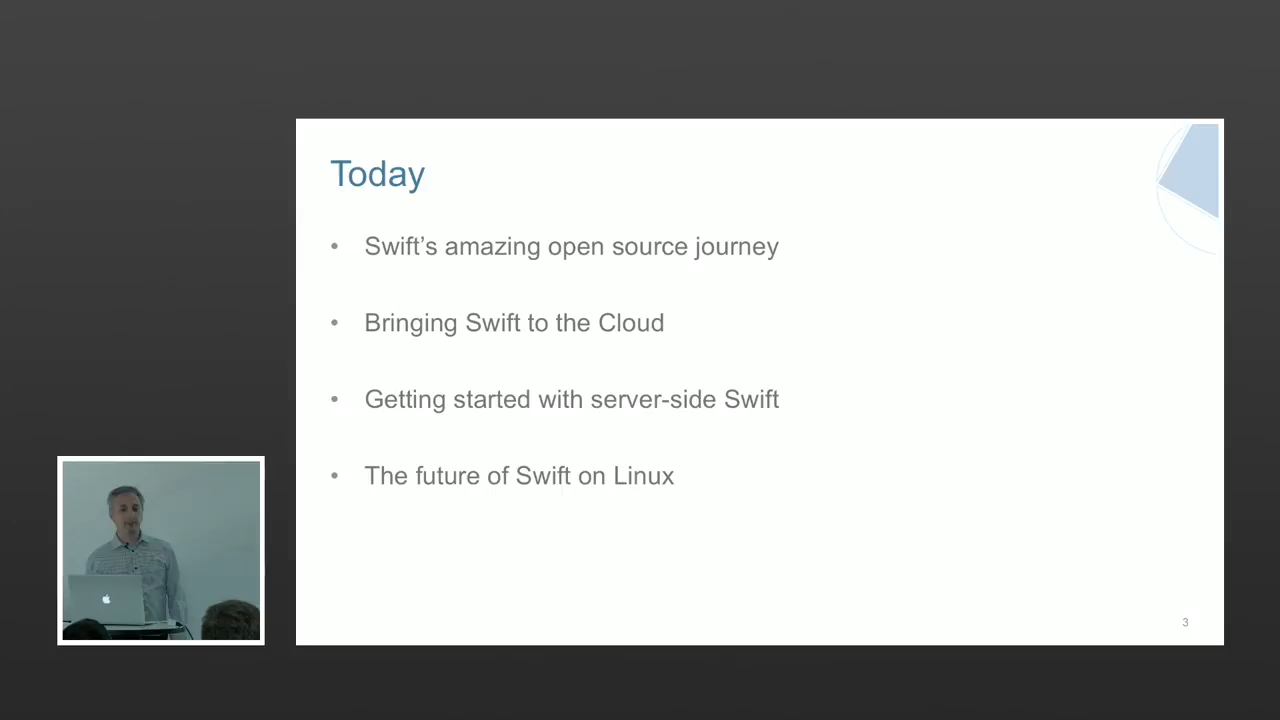 Today
• Swift’s amazing open source journey
• Bringing Swift to the Cloud
• Getting started with server-side Swift
• The future of Swift on Linux
3